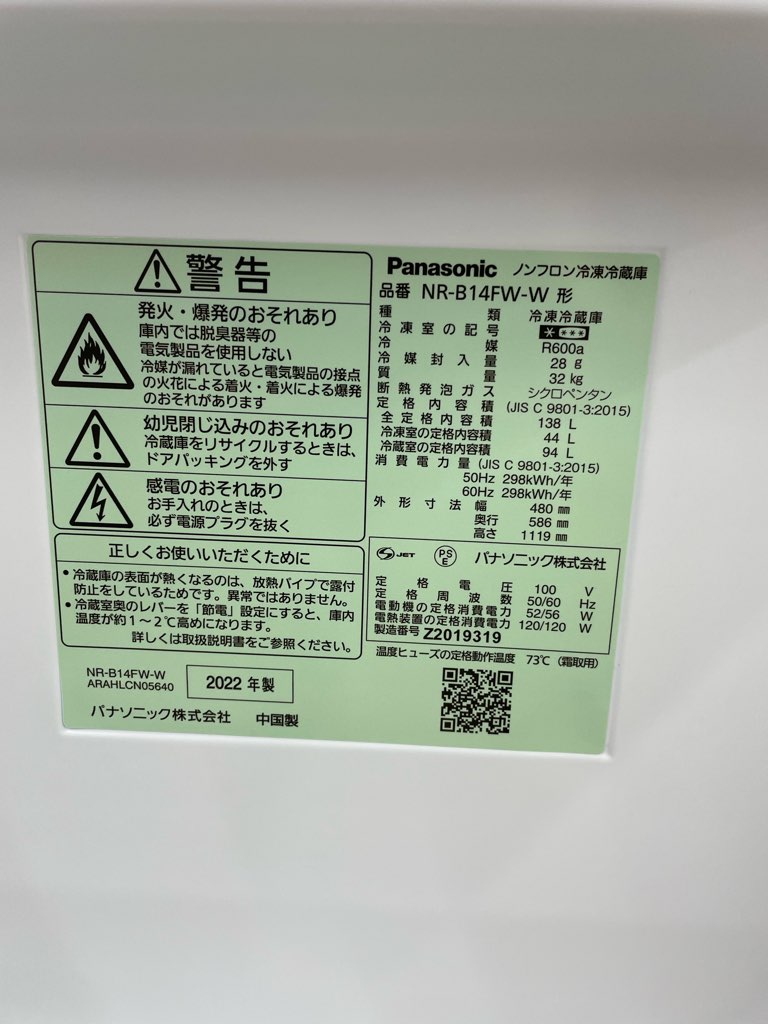 警告
発火・爆発のおそれあり
庫内では脱臭器等の
電気製品を使用しない
冷媒が漏れていると電気製品の接点
の火花による着火・着火による爆発
のおそれがあります
幼児閉じ込みのおそれあり
冷蔵庫をリサイクルするときは、
ドアパッキングを外す
感電のおそれあり
お手入れのときは、
必ず電源プラグを抜く
正しくお使いいただくために
・冷蔵庫の表面が熱くなるのは、放熱パイプで露付
防止をしているためです。異常ではありません。
・冷蔵室奥のレバーを「節電」設定にすると、庫内
温度が約1～2℃高めになります。
詳しくは取扱説明書をご参照ください。
NR-B14FW-W
ARAHLCN05640
2022 年製
パナソニック株式会社 中国製
Panasonic ノンフロン冷凍冷蔵庫
品番 NR-B14FW-W 形
種類 冷凍冷蔵庫
冷凍室の記号 * ***
冷媒 R600a
冷媒封入量 28 g
質量 32 kg
断熱発泡ガス シクロペンタン
定格内容積 (JIS C 9801-3:2015)
全定格内容積 138 L
冷凍室の定格内容積 44 L
冷蔵室の定格内容積 94 L
消費電力量 (JIS C 9801-3:2015)
50Hz 298kWh/年
60Hz 298kWh/年
外形寸法 幅 480 mm
奥行 586 mm
高さ 1119 mm
S JET PS E パナソニック株式会社
定格電圧 100 V
定格周波数 50/60 Hz
電動機の定格消費電力 52/56 W
電熱装置の定格消費電力 120/120 W
製造番号 Z2019319
温度ヒューズの定格動作温度 73℃ (霜取用)